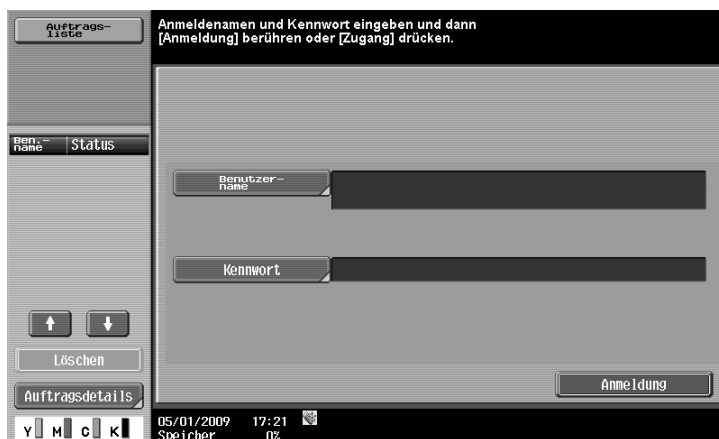 Auftrags-
liste
Anmeldenamen und Kennwort eingeben und dann
[Anmeldung] berühren oder [Zugang] drücken.
Ben.-
name
Status
Benutzer-
name
Kennwort
Löschen
Auftragsdetails
Anmeldung
Y M C K
05/01/2009 17:21
Speicher 0%